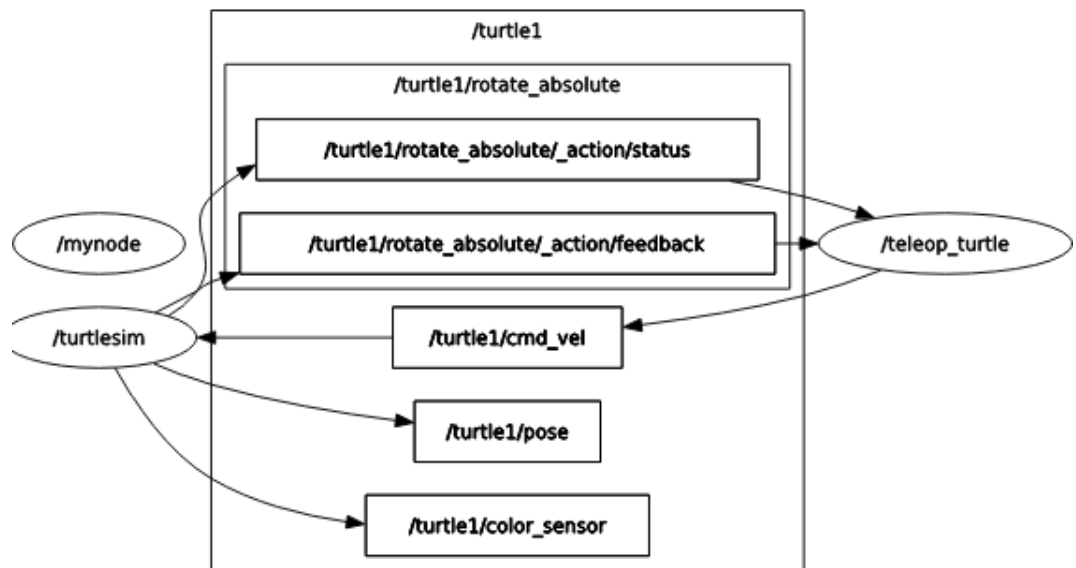 /turtle1
/turtle1/rotate_absolute
/turtle1/rotate_absolute/_action/status
/mynode
/turtle1/rotate_absolute/_action/feedback
/teleop_turtle
/turtlesim
/turtle1/cmd_vel
/turtle1/pose
/turtle1/color_sensor